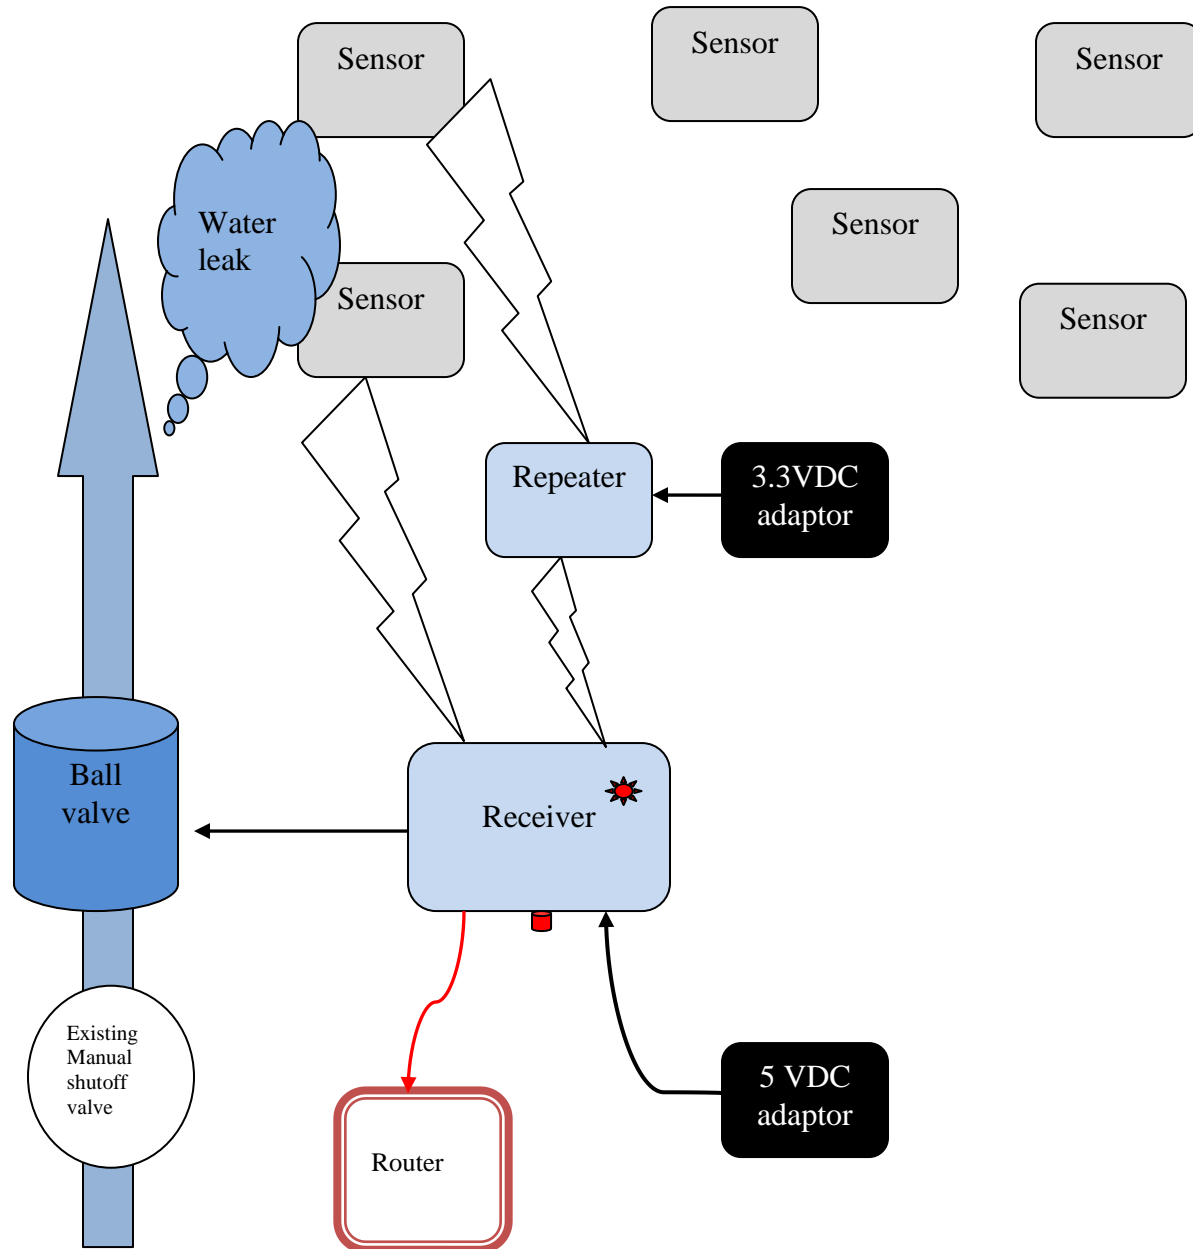 Sensor
Sensor
Sensor
Water
leak
Sensor
Sensor
Sensor
Repeater
3.3VDC
adaptor
Ball
valve
Receiver
Existing
Manual
shutoff
valve
5 VDC
adaptor
Router